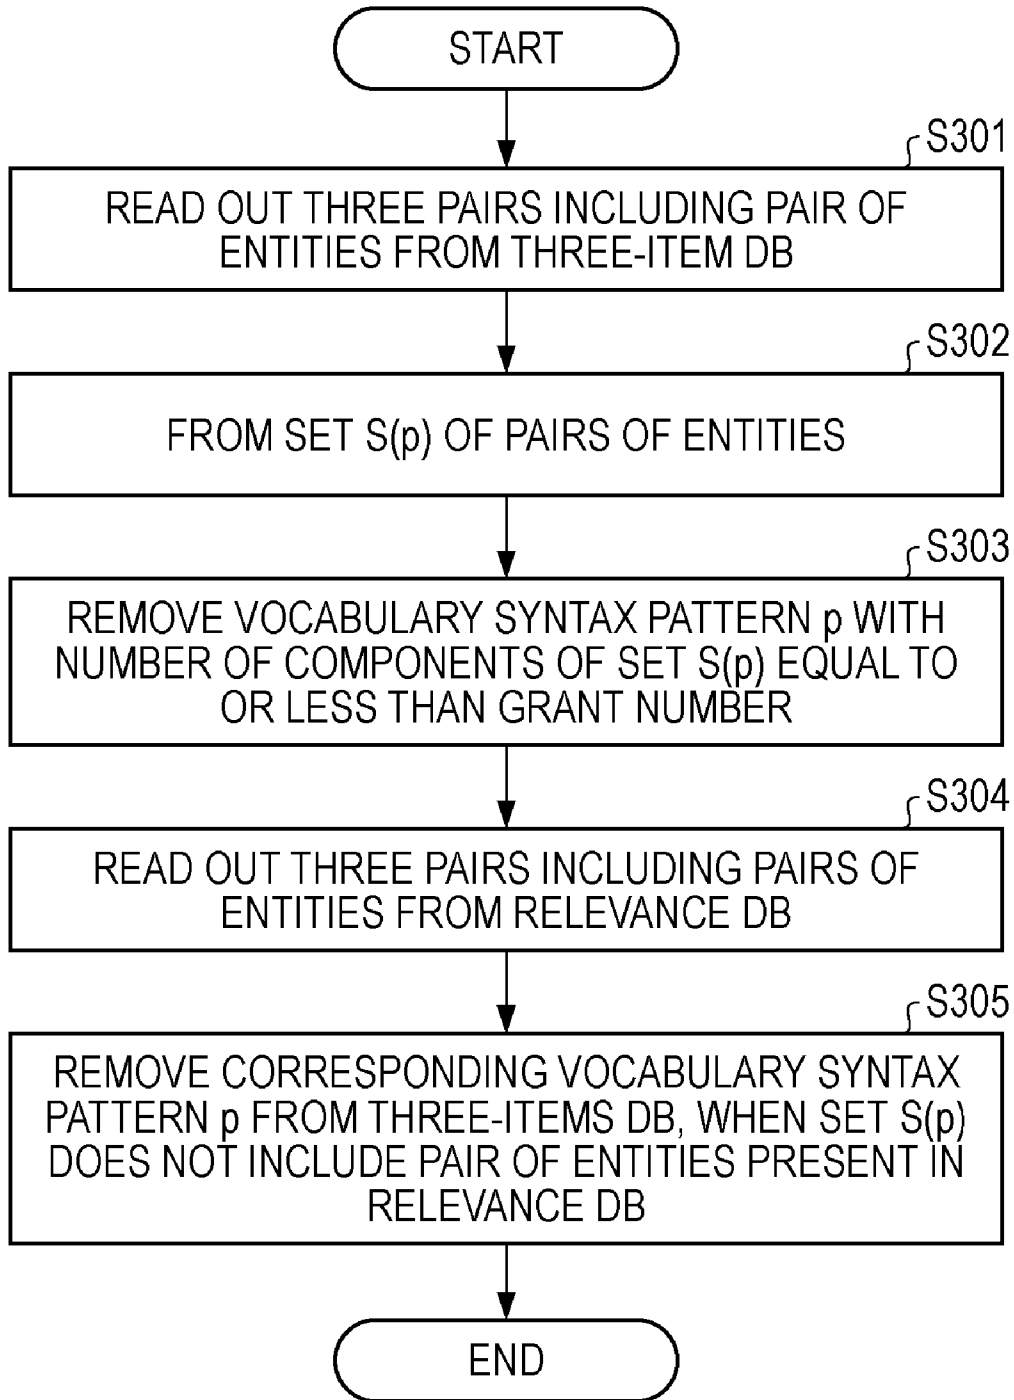 START
S301
READ OUT THREE PAIRS INCLUDING PAIR OF
ENTITIES FROM THREE-ITEM DB
S302
FROM SET S(p) OF PAIRS OF ENTITIES
S303
REMOVE VOCABULARY SYNTAX PATTERN p WITH
NUMBER OF COMPONENTS OF SET S(p) EQUAL TO
OR LESS THAN GRANT NUMBER
S304
READ OUT THREE PAIRS INCLUDING PAIRS OF
ENTITIES FROM RELEVANCE DB
S305
REMOVE CORRESPONDING VOCABULARY SYNTAX
PATTERN p FROM THREE-ITEMS DB, WHEN SET S(p)
DOES NOT INCLUDE PAIR OF ENTITIES PRESENT IN
RELEVANCE DB
END